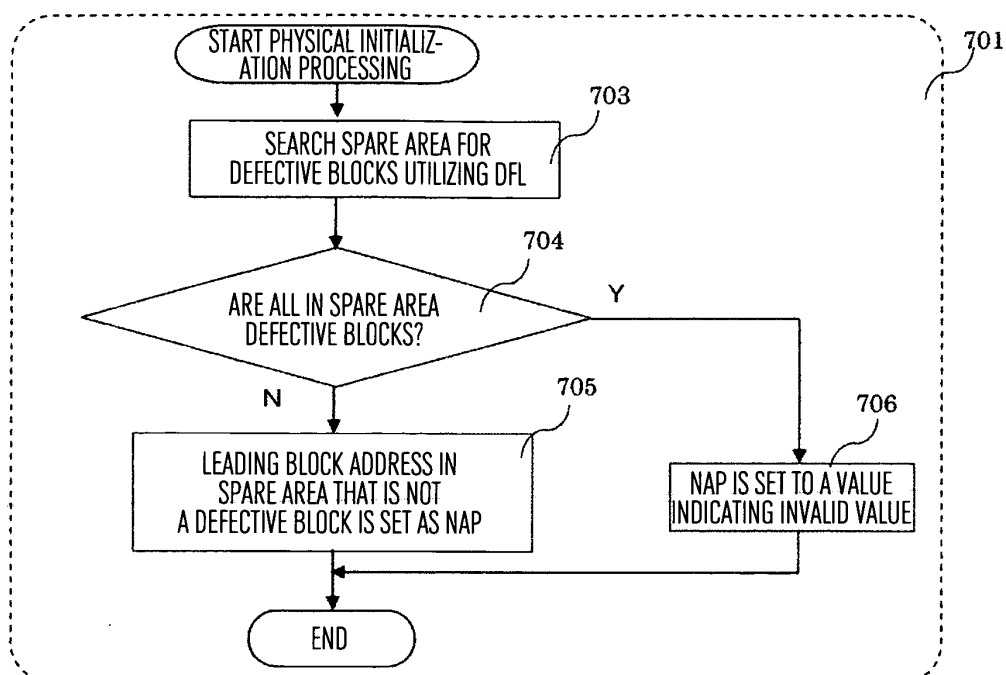 START PHYSICAL INITIALIZ-
ATION PROCESSING
701
703
SEARCH SPARE AREA FOR
DEFECTIVE BLOCKS UTILIZING DFL
704
ARE ALL IN SPARE AREA
DEFECTIVE BLOCKS?
Y
N
705
LEADING BLOCK ADDRESS IN
SPARE AREA THAT IS NOT
A DEFECTIVE BLOCK IS SET AS NAP
706
NAP IS SET TO A VALUE
INDICATING INVALID VALUE
END